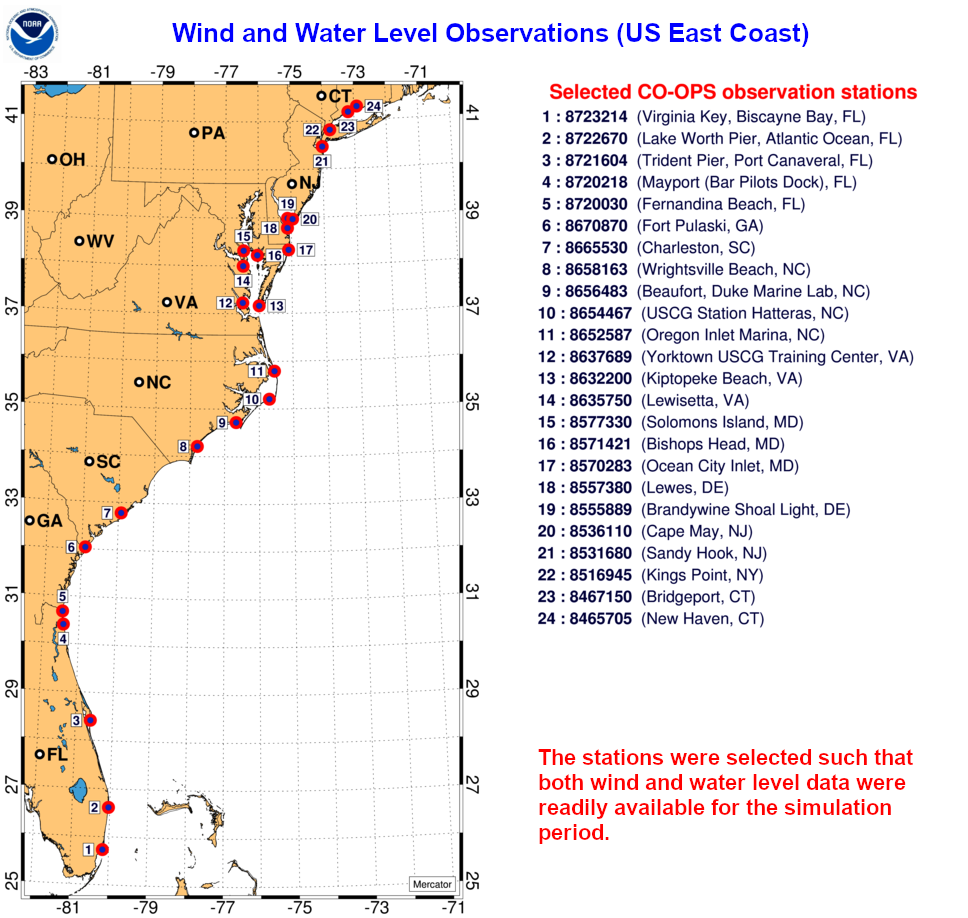 NOAA
Wind and Water Level Observations (US East Coast)
-83 -81 -79 -77 -75 -73 -71
41 39 37 35 33 31 29 27 25
41 39 37 35 33 31 29 27 25
CT
24
23
22
PA
21
OH
NJ
19
20
18
WV
15
17
16
14
VA
12
13
11
NC
10
9
8
SC
7
GA
6
5
4
3
FL
2
1
Mercator
-81 -79 -77 -75 -73 -71
Selected CO-OPS observation stations
1 : 8723214 (Virginia Key, Biscayne Bay, FL)
2 : 8722670 (Lake Worth Pier, Atlantic Ocean, FL)
3 : 8721604 (Trident Pier, Port Canaveral, FL)
4 : 8720218 (Mayport (Bar Pilots Dock), FL)
5 : 8720030 (Fernandina Beach, FL)
6 : 8670870 (Fort Pulaski, GA)
7 : 8665530 (Charleston, SC)
8 : 8658163 (Wrightsville Beach, NC)
9 : 8656483 (Beaufort, Duke Marine Lab, NC)
10 : 8654467 (USCG Station Hatteras, NC)
11 : 8652587 (Oregon Inlet Marina, NC)
12 : 8637689 (Yorktown USCG Training Center, VA)
13 : 8632200 (Kiptopeke Beach, VA)
14 : 8635750 (Lewisetta, VA)
15 : 8577330 (Solomons Island, MD)
16 : 8571421 (Bishops Head, MD)
17 : 8570283 (Ocean City Inlet, MD)
18 : 8557380 (Lewes, DE)
19 : 8555889 (Brandywine Shoal Light, DE)
20 : 8536110 (Cape May, NJ)
21 : 8531680 (Sandy Hook, NJ)
22 : 8516945 (Kings Point, NY)
23 : 8467150 (Bridgeport, CT)
24 : 8465705 (New Haven, CT)
The stations were selected such that
both wind and water level data were
readily available for the simulation
period.